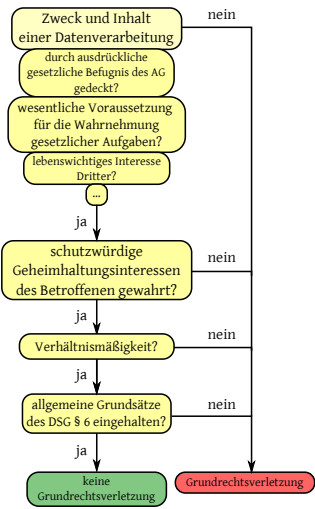 Zweck und Inhalt
einer Datenverarbeitung
nein
durch ausdrückliche
gesetzliche Befugnis des AG
gedeckt?
wesentliche Voraussetzung
für die Wahrnehmung
gesetzlicher Aufgaben?
lebenswichtiges Interesse
Dritter?
...
ja
schutzwürdige
Geheimhaltungsinteressen
des Betroffenen gewahrt?
nein
ja
Verhältnismäßigkeit?
nein
ja
allgemeine Grundsätze
des DSG § 6 eingehalten?
nein
ja
keine
Grundrechtsverletzung
Grundrechtsverletzung